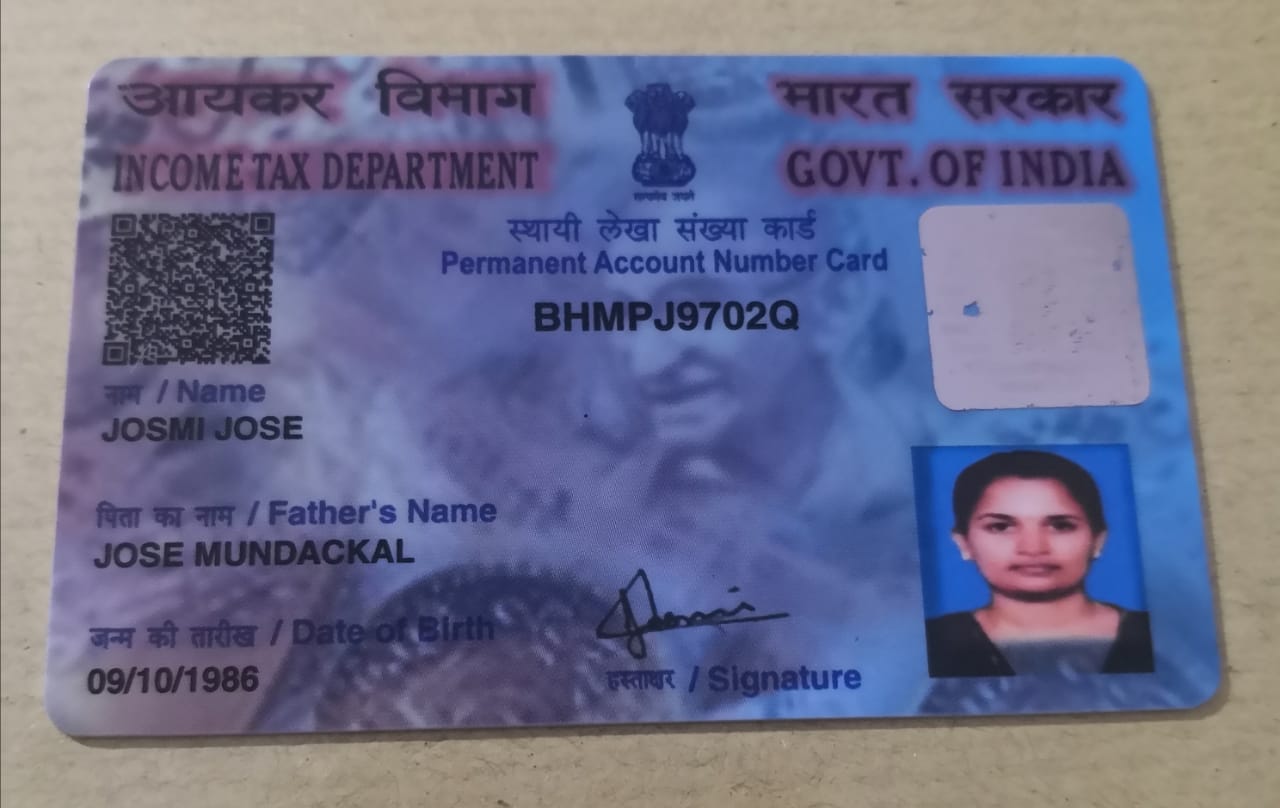 आयकर विभाग
INCOME TAX DEPARTMENT
सत्यमेव जयते
भारत सरकार
GOVT. OF INDIA
स्थायी लेखा संख्या कार्ड
Permanent Account Number Card
BHMPJ9702Q
नाम / Name
JOSMI JOSE
पिता का नाम / Father's Name
JOSE MUNDACKAL
जन्म की तारीख / Date of Birth
09/10/1986
हस्ताक्षर / Signature